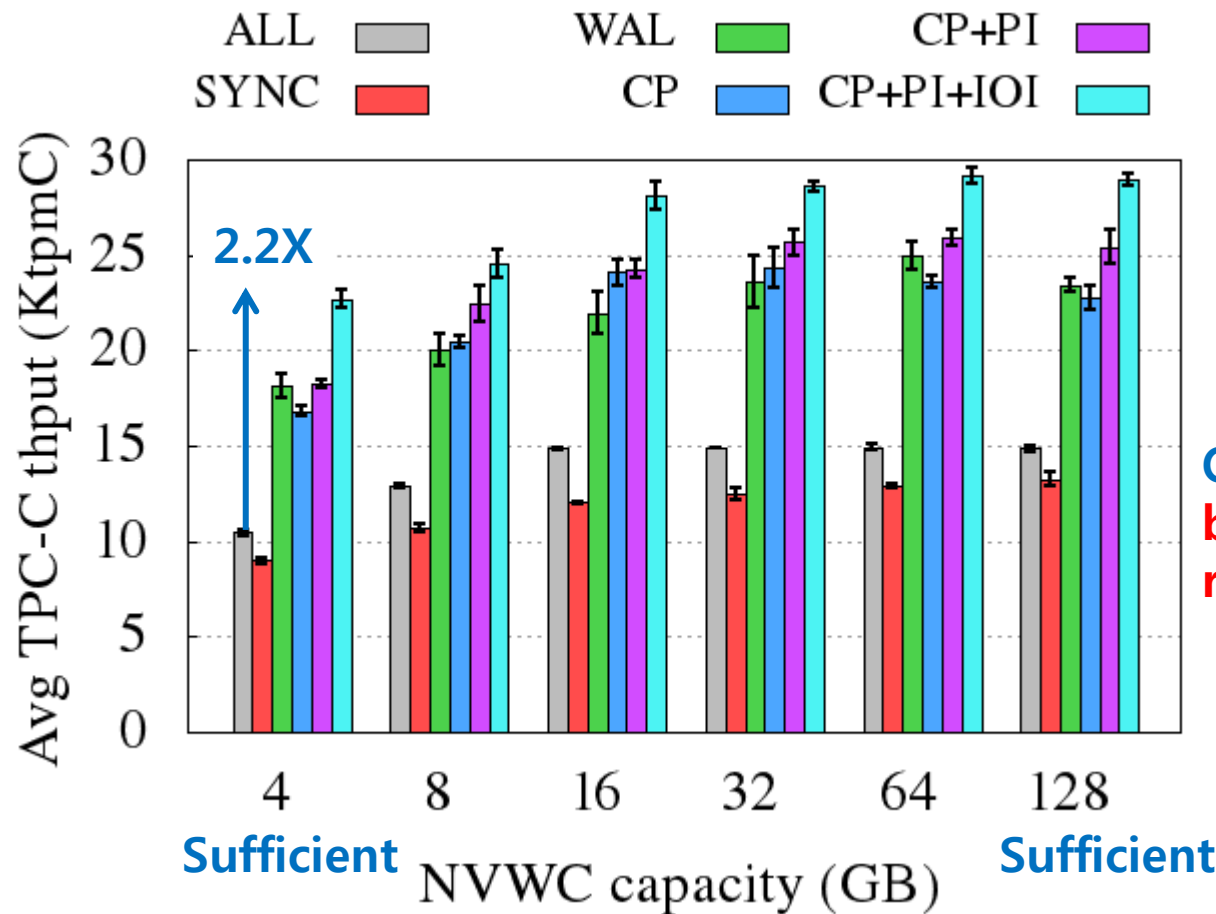 ALL WAL CP+PI
SYNC CP CP+PI+IOI
Avg TPC-C thput (KtpmC)
30
25
20
15
10
5
0
2.2X
4 8 16 32 64 128
Sufficient Sufficient
NVWC capacity (GB)